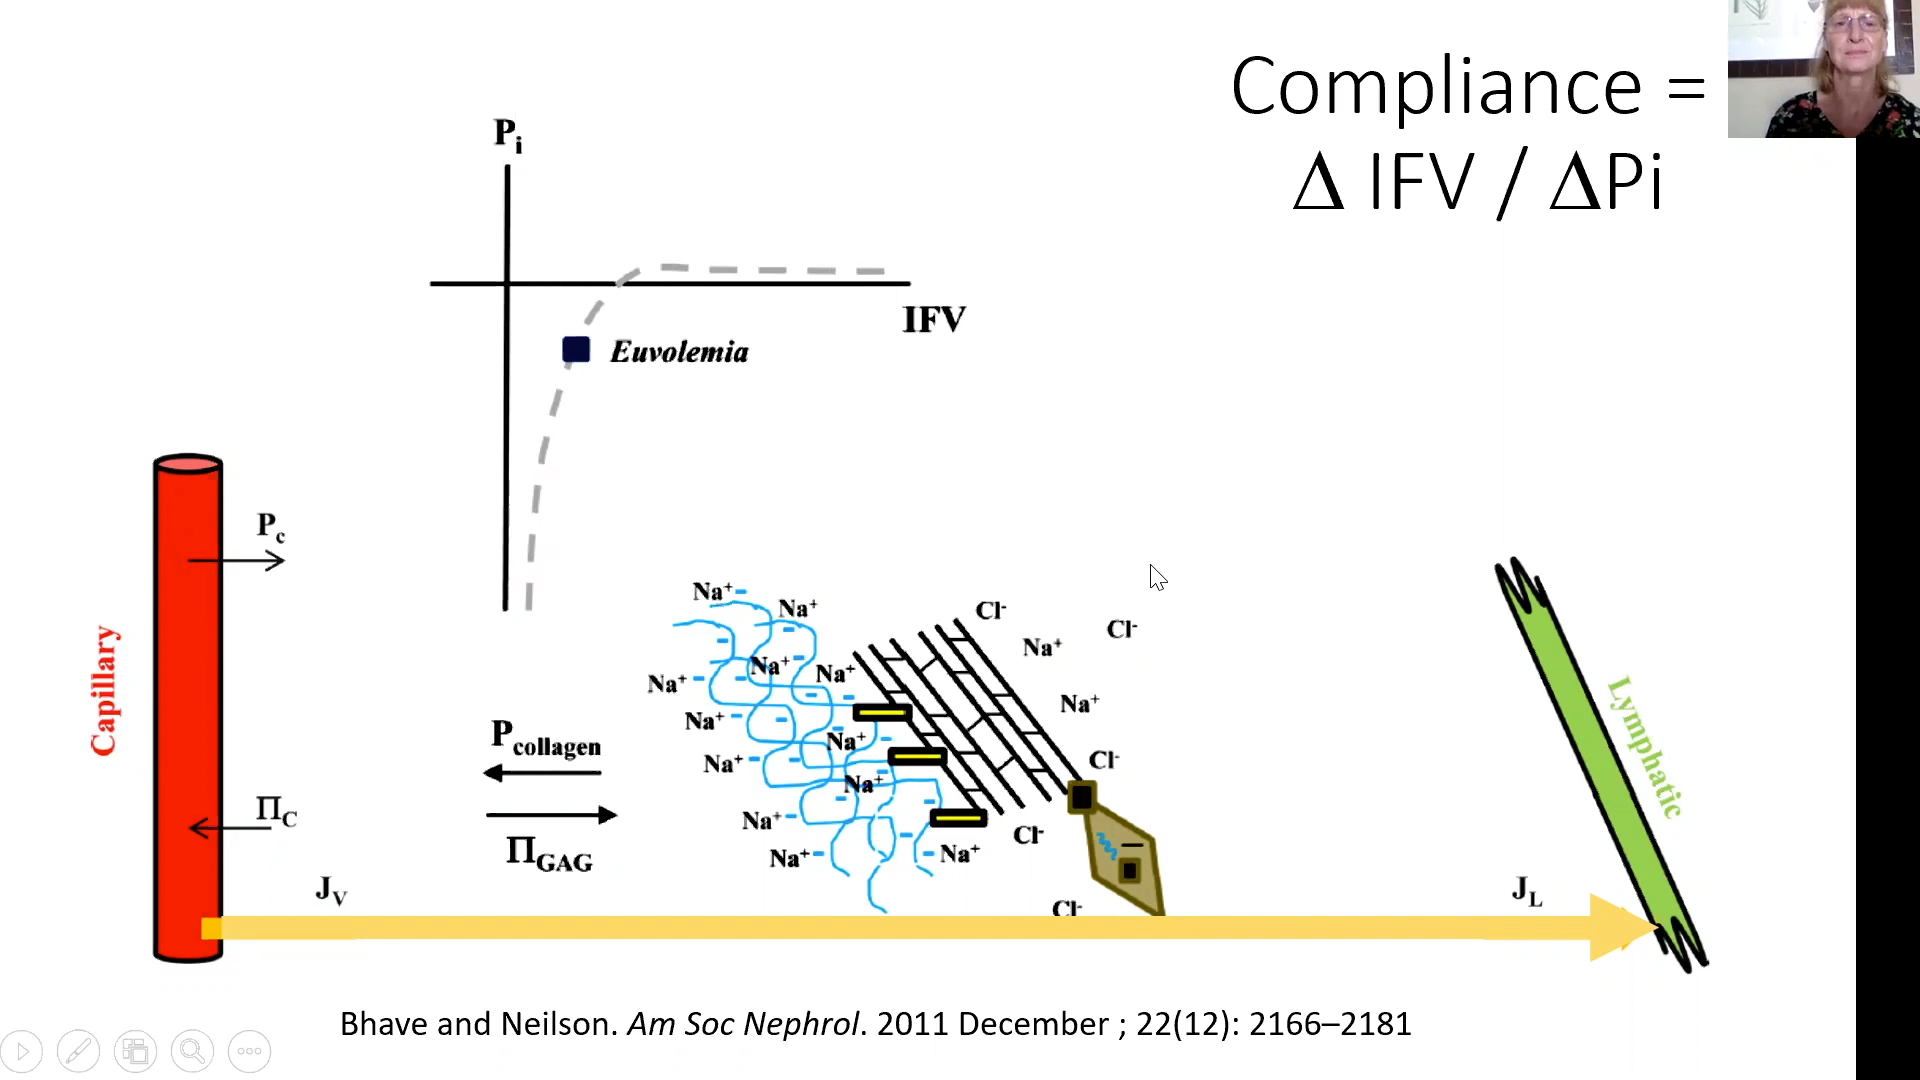 Compliance =
Δ IFV / ΔPi
Pi
IFV
Euvolemia
Capillary
Pc
ΠC
JV
Pcollagen
ΠGAG
Na⁺-
Na⁺
Na⁺
Na⁺ -
Na⁺
Na⁺ -
Na⁺
Na⁺ -
Na⁺
Na⁺ -
Na⁺ -
Na⁺
Cl-
Cl-
Na⁺
Na⁺
Cl-
Cl-
Cl-
JL
Lymphatic
Bhave and Neilson. Am Soc Nephrol. 2011 December ; 22(12): 2166–2181